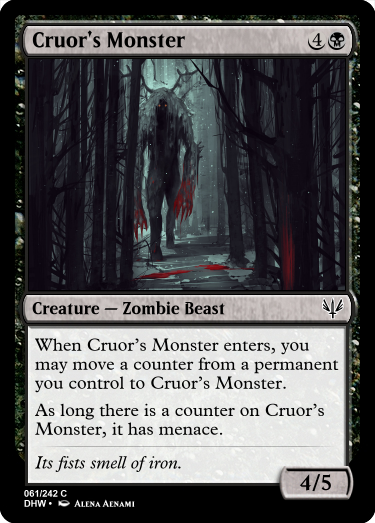 Cruor's Monster 4
Creature — Zombie Beast
When Cruor's Monster enters, you
may move a counter from a permanent
you control to Cruor's Monster.
As long there is a counter on Cruor's
Monster, it has menace.
Its fists smell of iron.
4/5
061/242 C
DHW • Alena Aenami